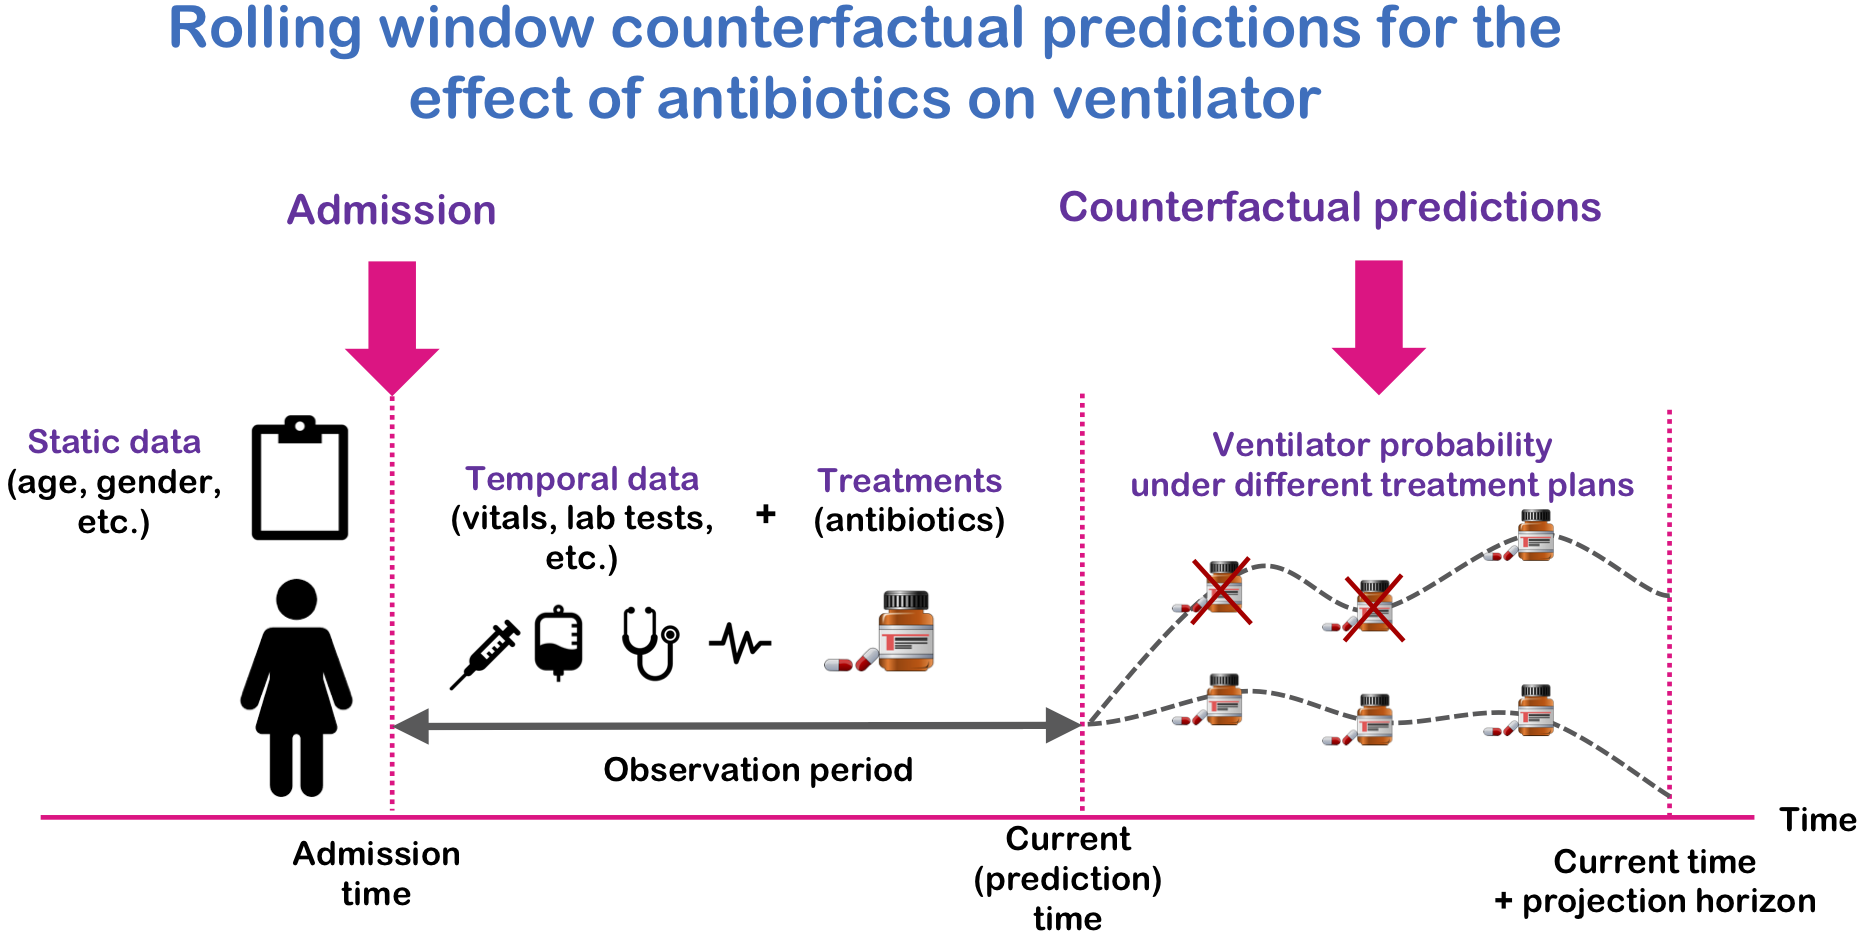 Rolling window counterfactual predictions for the
effect of antibiotics on ventilator
Admission
Counterfactual predictions
Static data
(age, gender,
etc.)
Temporal data
(vitals, lab tests,
etc.)
+
Treatments
(antibiotics)
Ventilator probability
under different treatment plans
Observation period
Time
Admission
time
Current
(prediction)
time
Current time
+ projection horizon